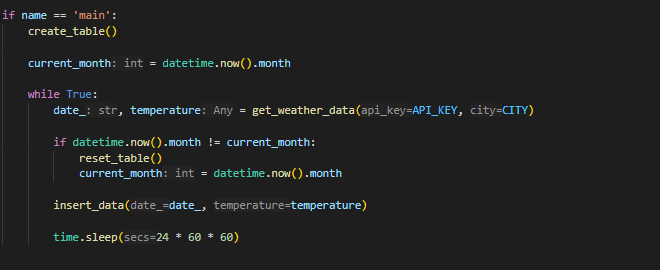 if name == 'main':
create_table()
current_month: int = datetime.now().month
while True:
date_: str, temperature: Any = get_weather_data(api_key=API_KEY, city=CITY)
if datetime.now().month != current_month:
reset_table()
current_month: int = datetime.now().month
insert_data(date_=date_, temperature=temperature)
time.sleep(secs=24 * 60 * 60)